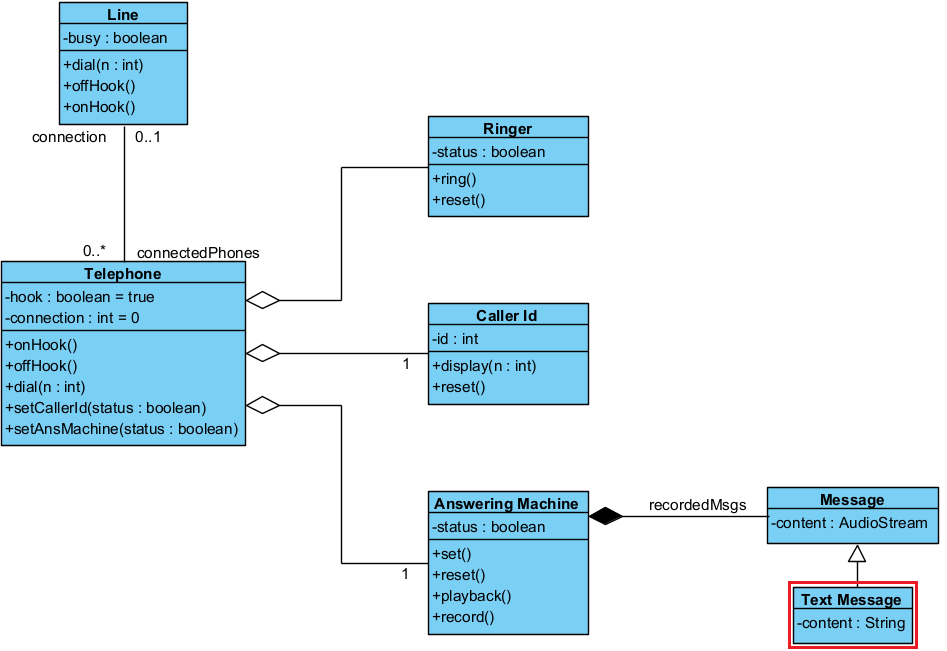 Line
-busy : boolean
+dial(n : int)
+offHook()
+onHook()
connection
0..1
0..*
connectedPhones
Telephone
-hook : boolean = true
-connection : int = 0
+onHook()
+offHook()
+dial(n : int)
+setCallerId(status : boolean)
+setAnsMachine(status : boolean)
Ringer
-status : boolean
+ring()
+reset()
1
Caller Id
-id : int
+display(n : int)
+reset()
1
Answering Machine
-status : boolean
+set()
+reset()
+playback()
+record()
recordedMsgs
Message
-content : AudioStream
Text Message
-content : String